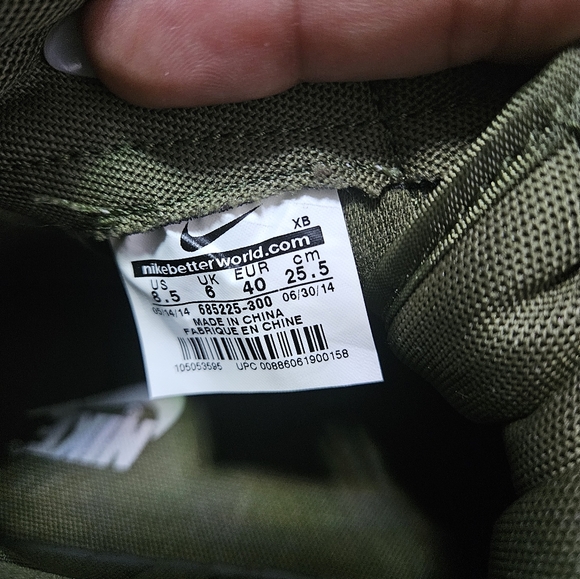 XB
nikebetterworld.com
US UK EUR cm
8.5 6 40 25.5
05/14/14 685225-300 06/30/14
MADE IN CHINA
FABRIQUE EN CHINE
105053595 UPC 00886061900158
NIKE